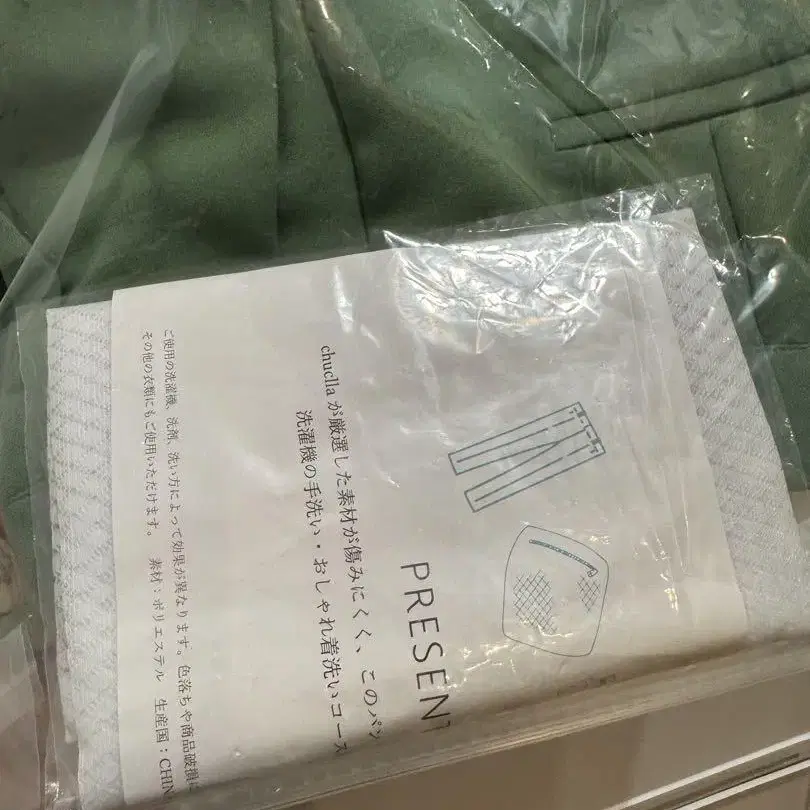 PRESENT
chuclla が厳選した素材が傷みにくく、このパン
洗濯機の手洗い・おしゃれ着洗いコース
ご使用の洗濯機、洗剤、洗い方によって効果が異なります。色落ちや商品破損に
その他の衣類にもご使用いただけます。 素材：ポリエステル 生産国：CHIN